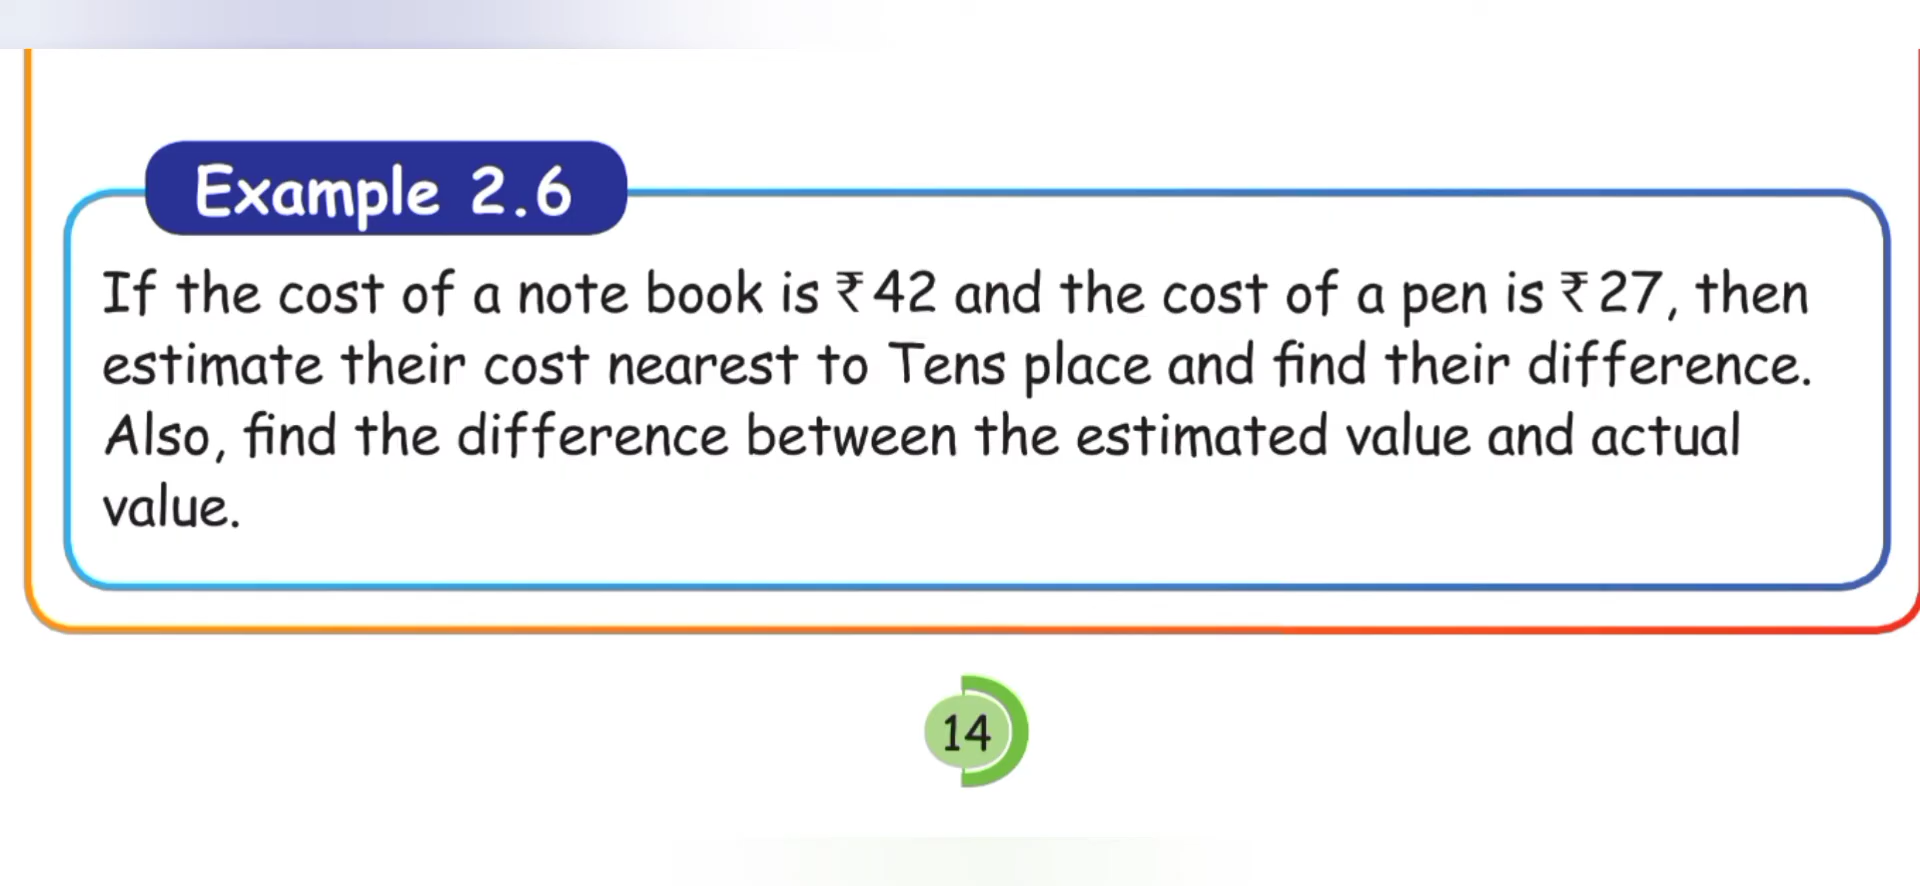 Example 2.6
If the cost of a note book is ₹42 and the cost of a pen is ₹27, then
estimate their cost nearest to Tens place and find their difference.
Also, find the difference between the estimated value and actual
value.
14